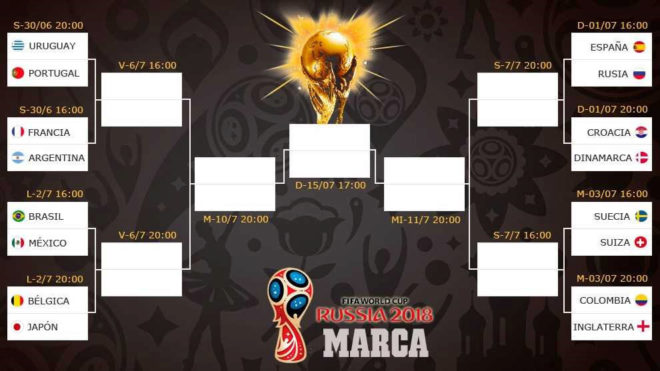 S-30/06 20:00
URUGUAY
PORTUGAL
V-6/7 16:00
S-30/6 16:00
FRANCIA
ARGENTINA
M-10/7 20:00
L-2/7 16:00
BRASIL
MÉXICO
V-6/7 20:00
L-2/7 20:00
BÉLGICA
JAPÓN
D-15/07 17:00
D-01/07 16:00
ESPAÑA
RUSIA
S-7/7 20:00
D-01/07 20:00
CROACIA
DINAMARCA
MI-11/7 20:00
M-03/07 16:00
SUECIA
SUIZA
S-7/7 16:00
M-03/07 20:00
COLOMBIA
INGLATERRA
FIFA WORLD CUP
RUSSIA 2018
MARCA